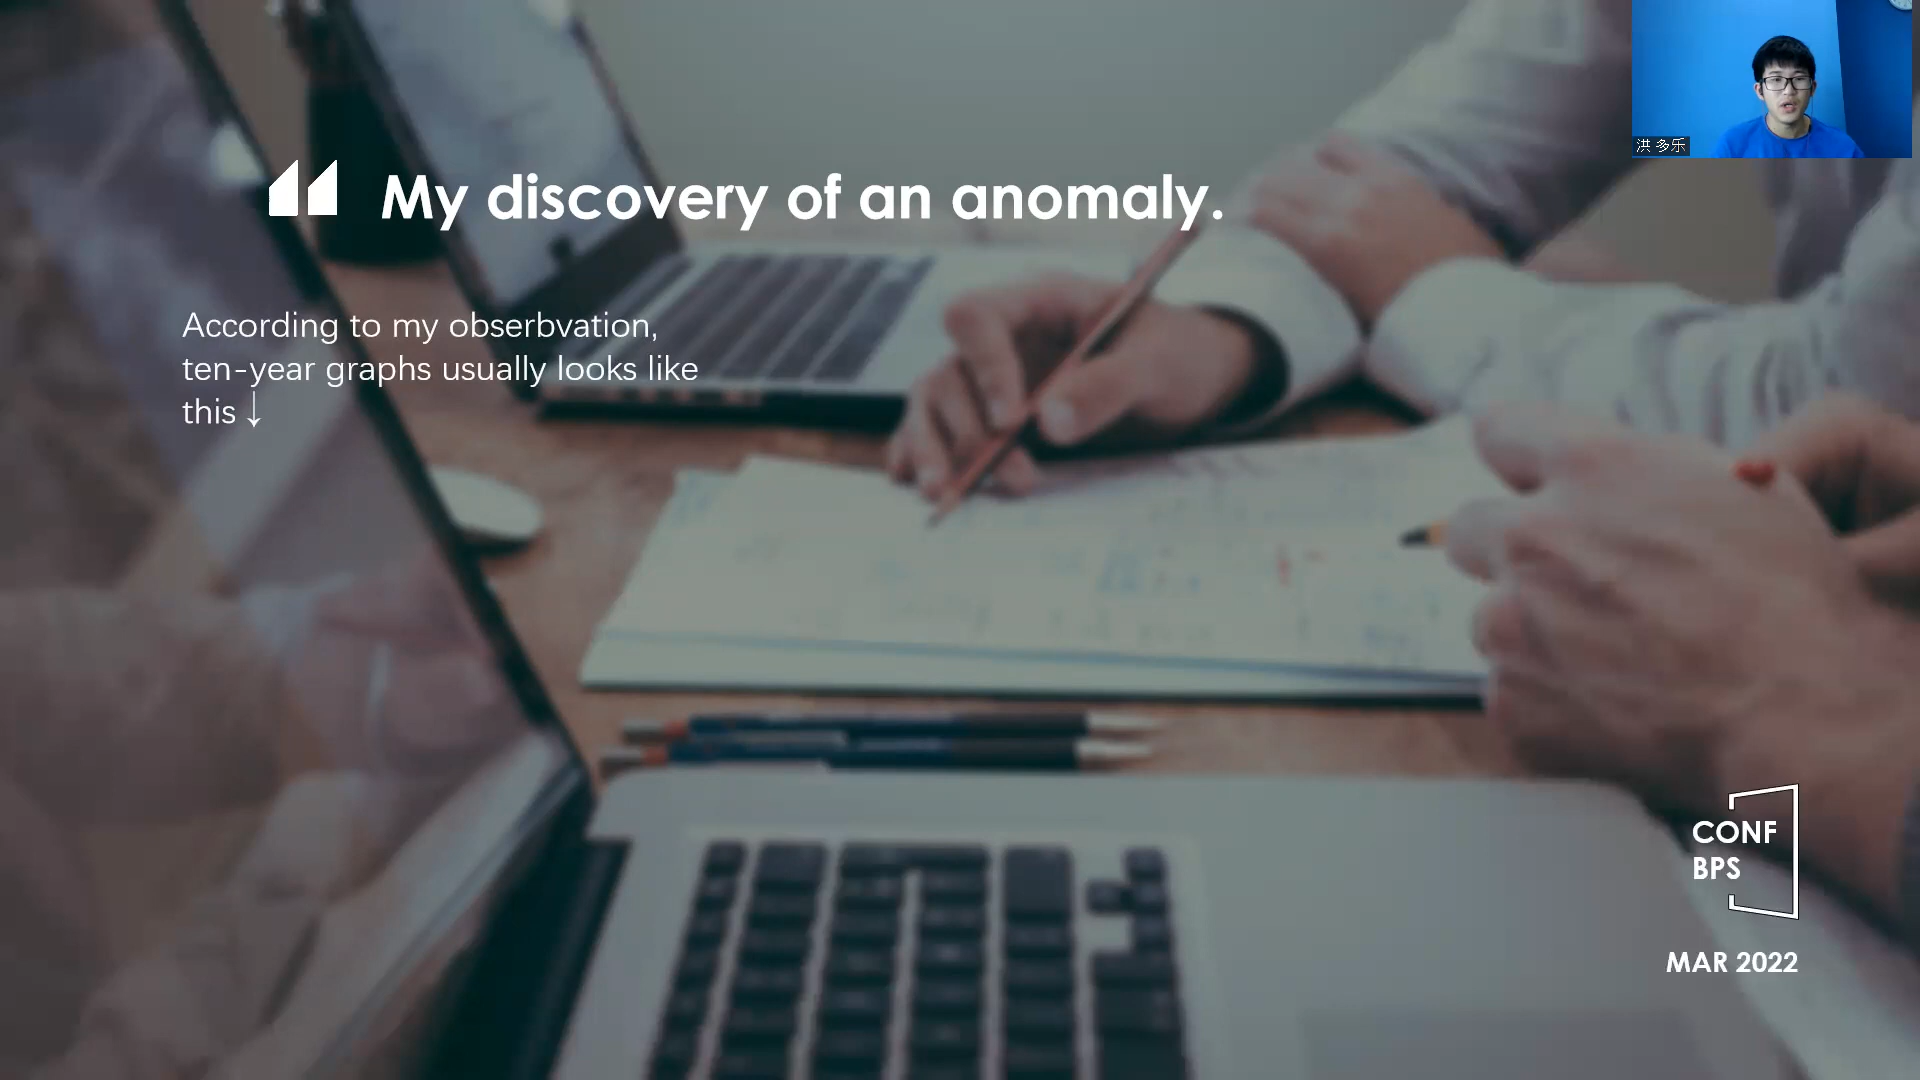 洪 多乐
My discovery of an anomaly.
According to my obserbvation,
ten-year graphs usually looks like
this ↓
CONF
BPS
MAR 2022